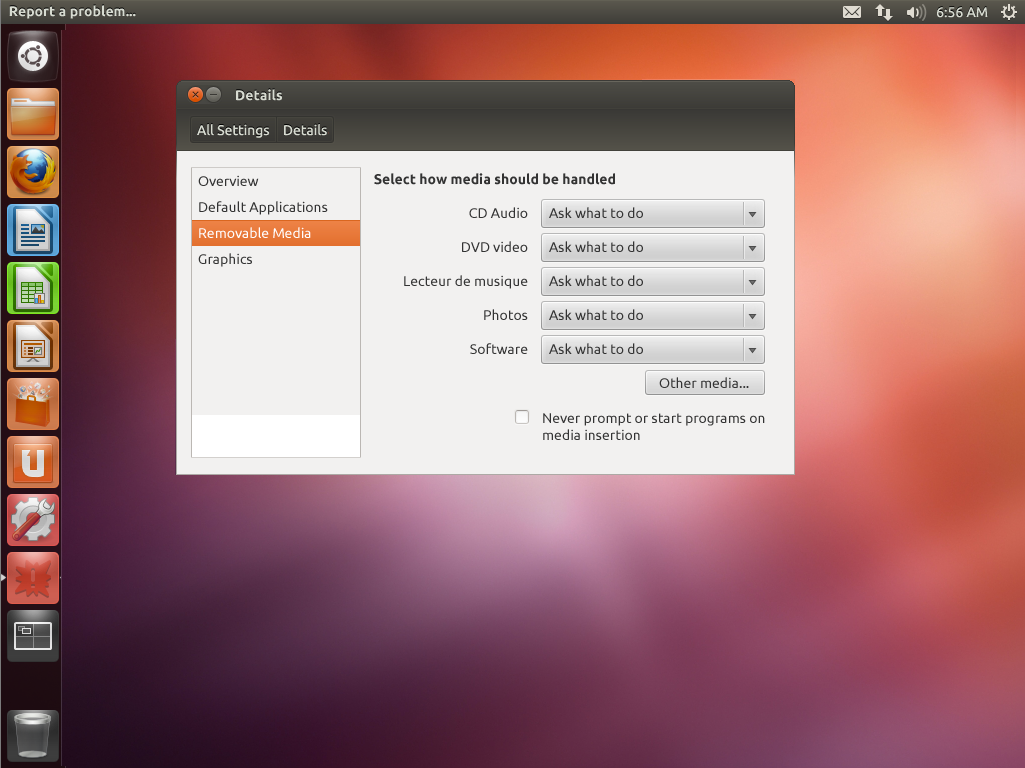 Report a problem...
6:56 AM
Details
All Settings
Details
Overview
Default Applications
Removable Media
Graphics
Select how media should be handled
CD Audio
Ask what to do
DVD video
Ask what to do
Lecteur de musique
Ask what to do
Photos
Ask what to do
Software
Ask what to do
Other media...
Never prompt or start programs on
media insertion